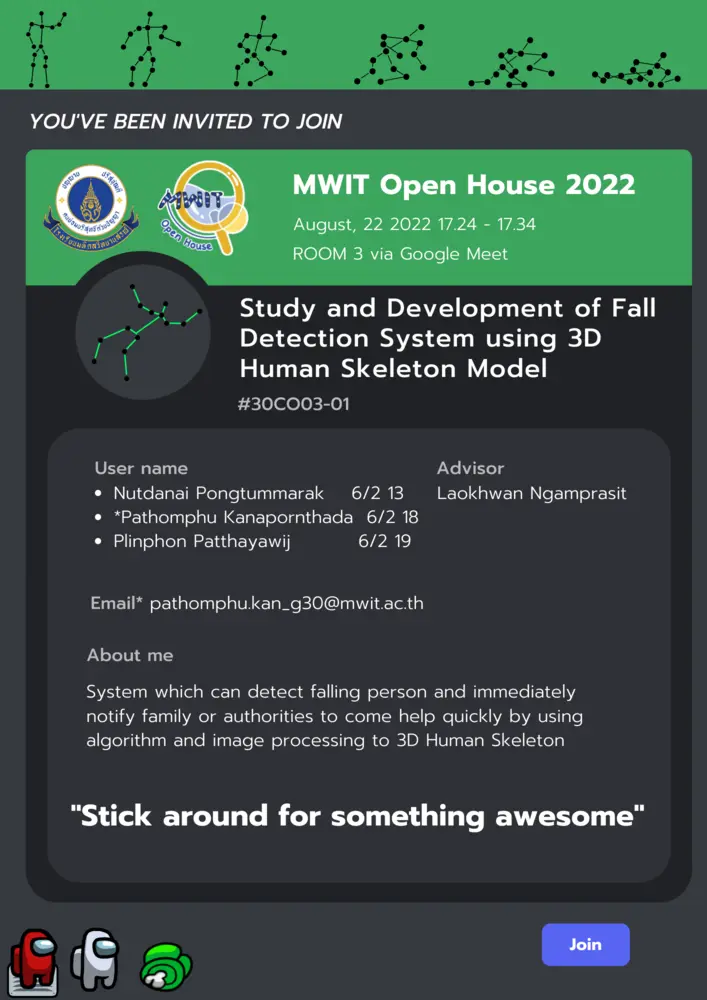 YOU'VE BEEN INVITED TO JOIN
MWIT Open House 2022
August, 22 2022 17.24 - 17.34
ROOM 3 via Google Meet
MWIT
Open House
Study and Development of Fall
Detection System using 3D
Human Skeleton Model
#30CO03-01
User name
Advisor
• Nutdanai Pongtummarak 6/2 13
Laokhwan Ngamprasit
• *Pathomphu Kanapornthada 6/2 18
• Plinphon Patthayawij 6/2 19
Email* pathomphu.kan_g30@mwit.ac.th
About me
System which can detect falling person and immediately
notify family or authorities to come help quickly by using
algorithm and image processing to 3D Human Skeleton
"Stick around for something awesome"
Join